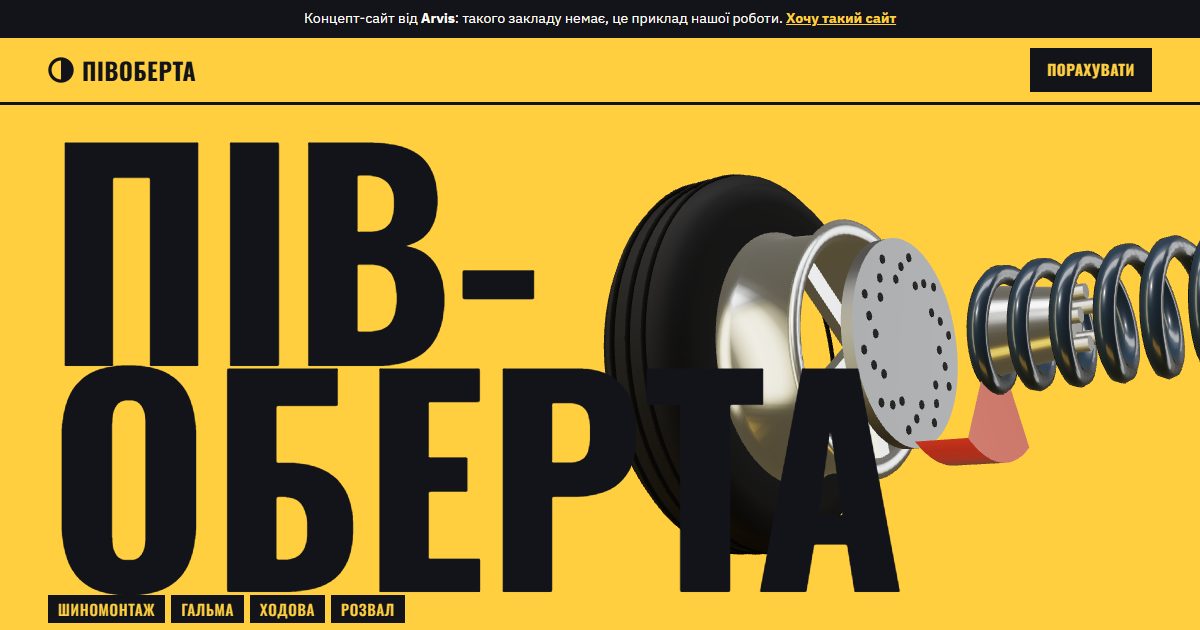 Концепт-сайт від Arvis: такого закладу немає, це приклад нашої роботи. Хочу такий сайт
ПІВОБЕРТА
ПОРАХУВАТИ
ПІВ-
ОБЕРТА
ШИНОМОНТАЖ ГАЛЬМА ХОДОВА РОЗВАЛ